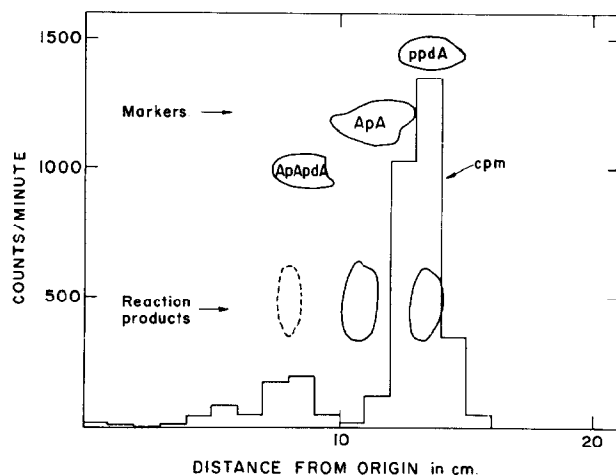 1500
ppdA
Markers
ApA
1000
ApApdA
cpm
COUNTS/MINUTE
500
Reaction
products
10
20
DISTANCE FROM ORIGIN in cm.